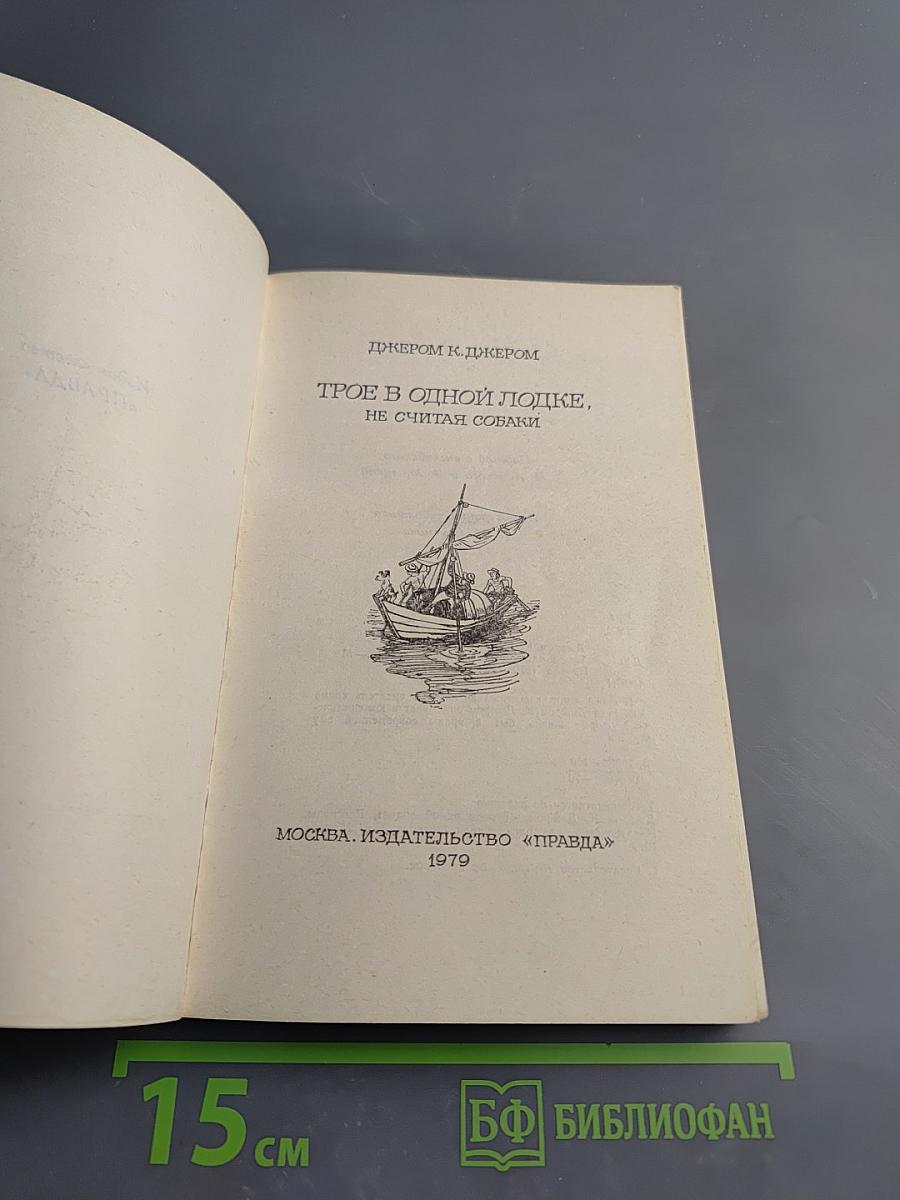 ДЖЕРОМ К. ДЖЕРОМ
ТРОЕ В ОДНОЙ ЛОДКЕ,
НЕ СЧИТАЯ СОБАКИ
МОСКВА. ИЗДАТЕЛЬСТВО «ПРАВДА»
1979
15 см
БФ БИБЛИОФАН